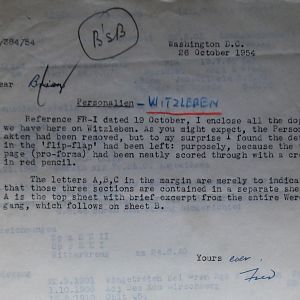 /384/54
B'sB
Washington D.C.
26 October 1954
ear Brian
Personalien - WITZLEBEN
Reference FR-I dated 19 October, I enclose all the dop
we have here on Witzleben. As you might expect, the Perso
akten had been removed, but to my surprise I found the de
in the 'flip-flap' had been left: purposely, because the
page (pro-forma) had been neatly scored through with a cr
in red pencil.
The letters A,B,C in the margin are merely to indica
that those three sections are contained in a separate she
A is the top sheet with brief excerpt from the entire Wer
gang, which follows on sheet B.
Yours ever
Fred